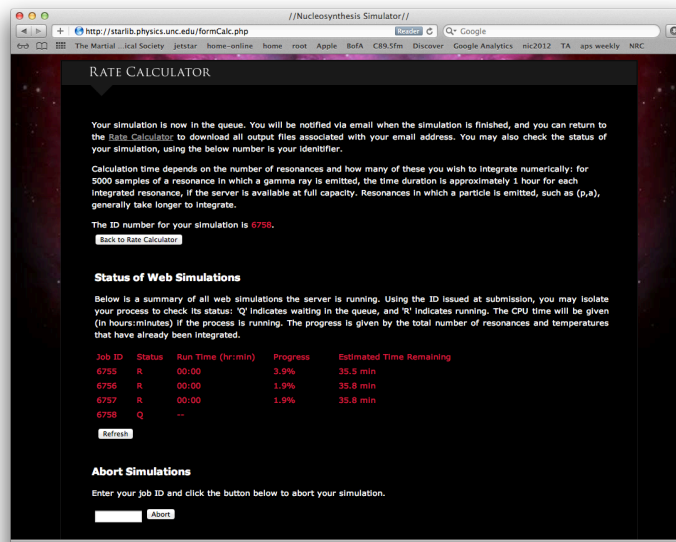 //Nucleosynthesis Simulator//
http://starlib.physics.unc.edu/formCalc.php
Reader
Google
The Martial ...ical Society jetstar home-online home root Apple BofA C89.5fm Discover Google Analytics nic2012 TA aps weekly NRC
RATE CALCULATOR
Your simulation is now in the queue. You will be notified via email when the simulation is finished, and you can return to
the Rate Calculator to download all output files associated with your email address. You may also check the status of
your simulation, using the below number is your idenitifier.
Calculation time depends on the number of resonances and how many of these you wish to integrate numerically: for
5000 samples of a resonance in which a gamma ray is emitted, the time duration is approximately 1 hour for each
integrated resonance, if the server is available at full capacity. Resonances in which a particle is emitted, such as (p,a),
generally take longer to integrate.
The ID number for your simulation is 6758.
Back to Rate Calculator
Status of Web Simulations
Below is a summary of all web simulations the server is running. Using the ID issued at submission, you may isolate
your process to check its status: 'Q' indicates waiting in the queue, and 'R' indicates running. The CPU time will be given
(in hours:minutes) if the process is running. The progress is given by the total number of resonances and temperatures
that have already been integrated.
Job ID Status Run Time (hr:min) Progress Estimated Time Remaining
6755 R 00:00 3.9% 35.5 min
6756 R 00:00 1.9% 35.8 min
6757 R 00:00 1.9% 35.8 min
6758 Q --
Refresh
Abort Simulations
Enter your job ID and click the button below to abort your simulation.
Abort